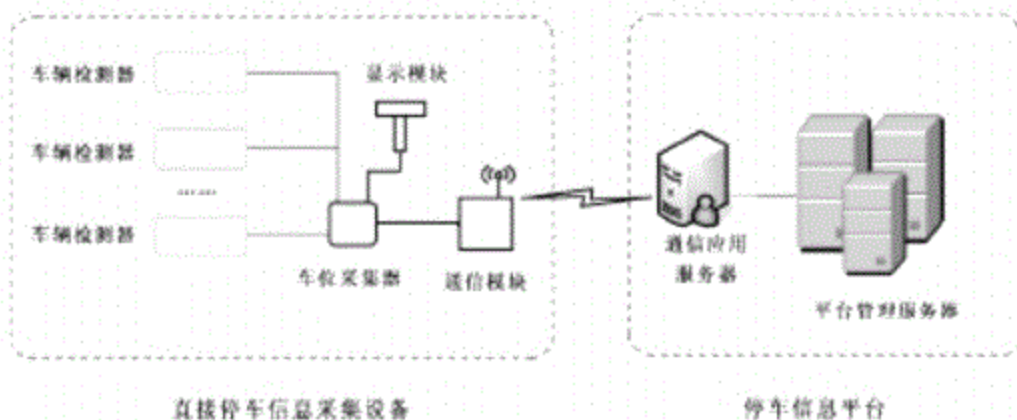 车辆检测器
显示模块
车辆检测器
……
车辆检测器
车位采集器
通信模块
通信应用
服务器
平台管理服务器
直接停车信息采集设备
停车信息平台